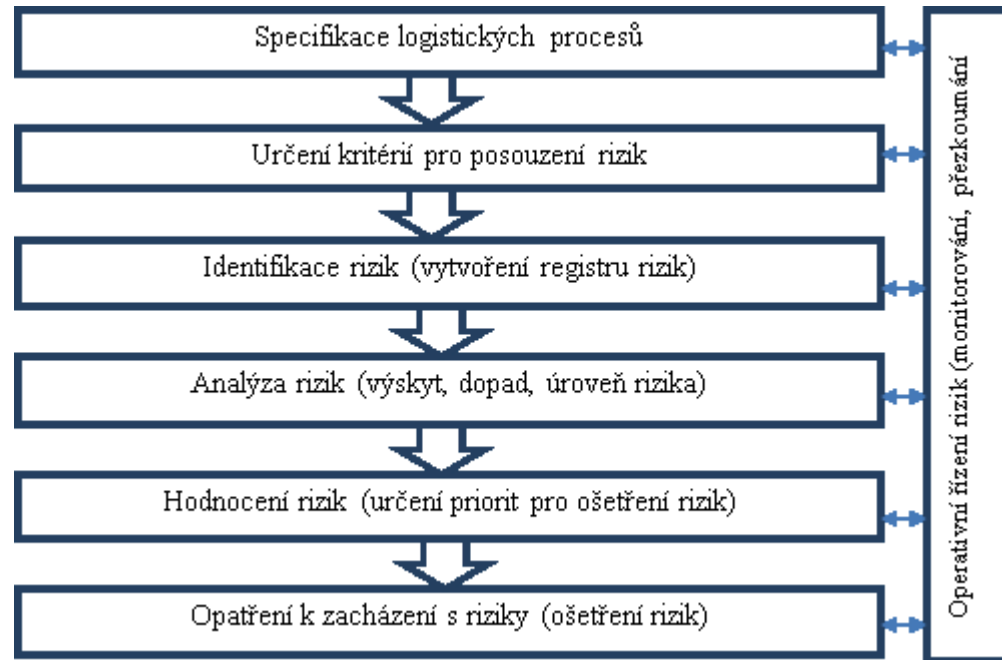 Specifikace logistických procesů
Určení kritérií pro posouzení rizik
Identifikace rizik (vytvoření registru rizik)
Analýza rizik (výskyt, dopad, úroveň rizika)
Hodnocení rizik (určení priorit pro ošetření rizik)
Opatření k zacházení s riziky (ošetření rizik)
Operativní řízení rizik (monitorování, přezkoumání